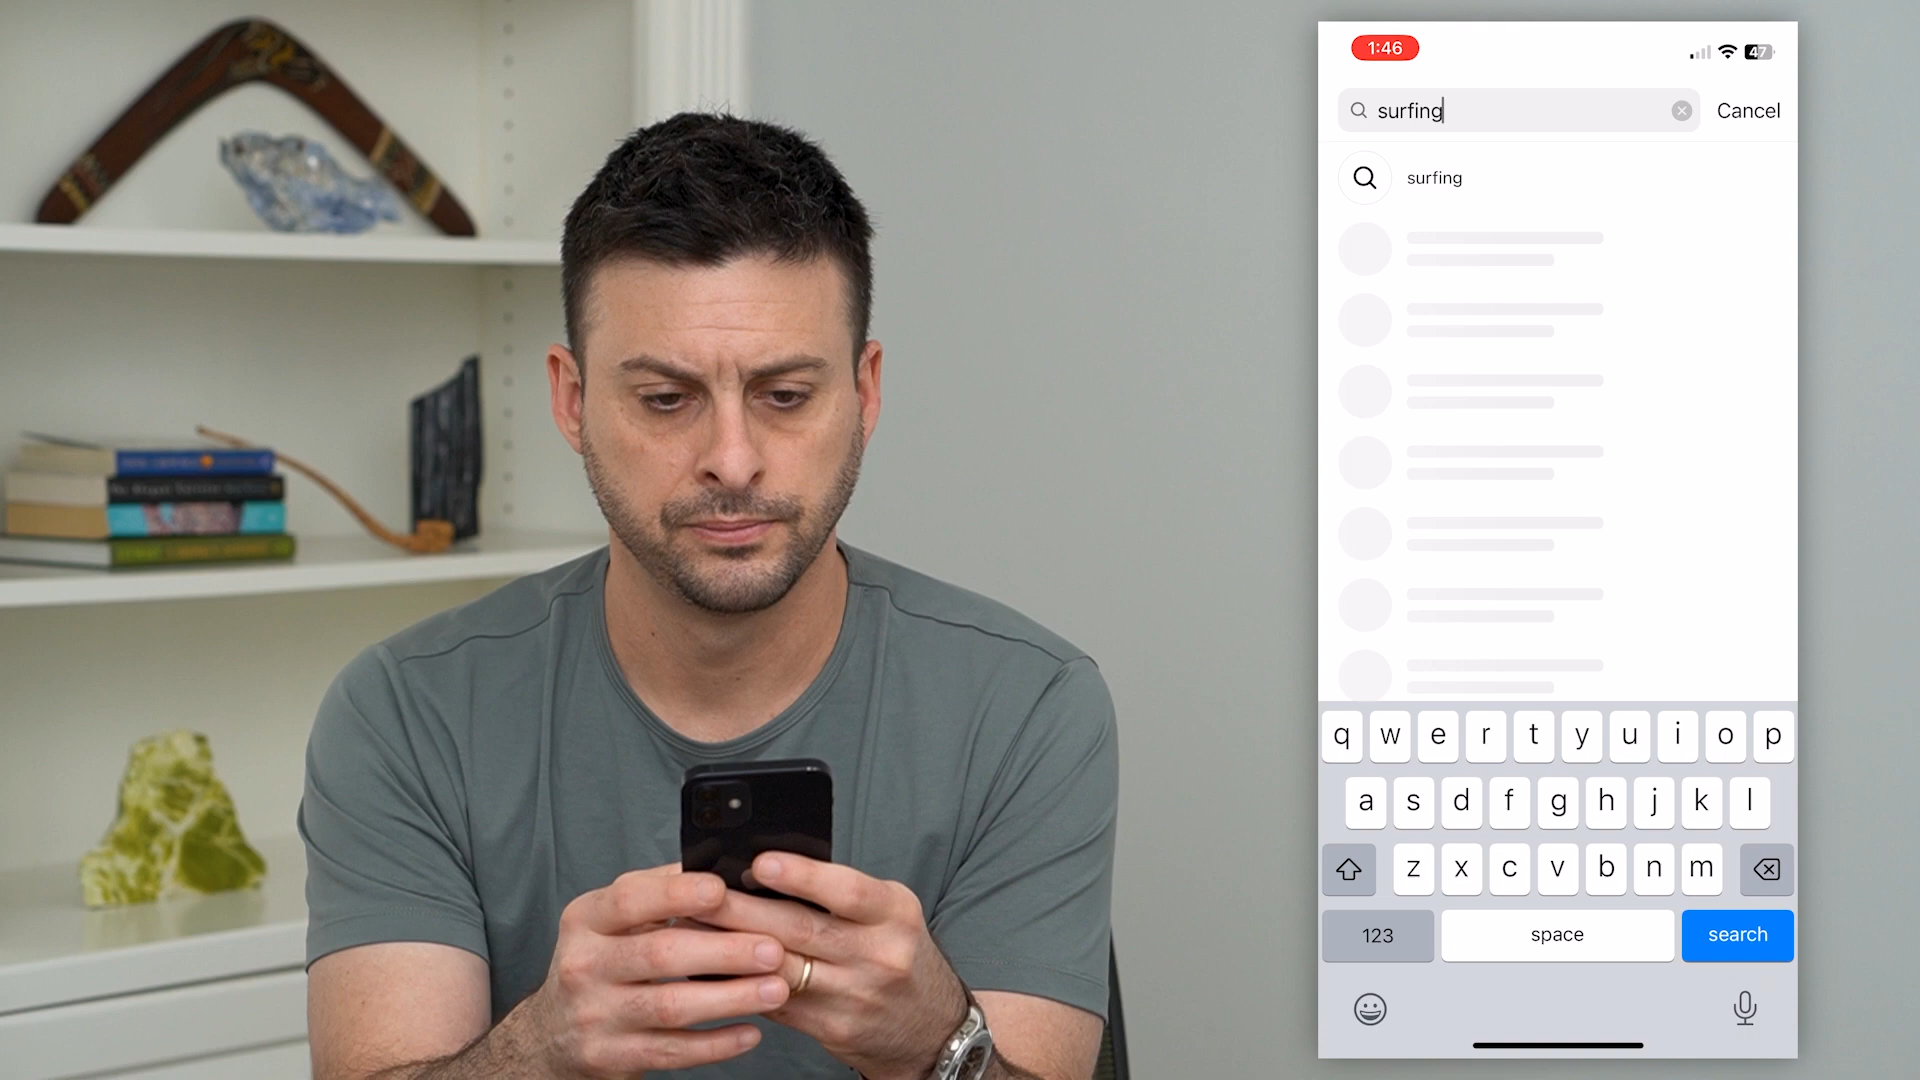 1:46
47
surfing
Cancel
surfing
q w e r t y u i o p
a s d f g h j k l
z x c v b n m
123 space search